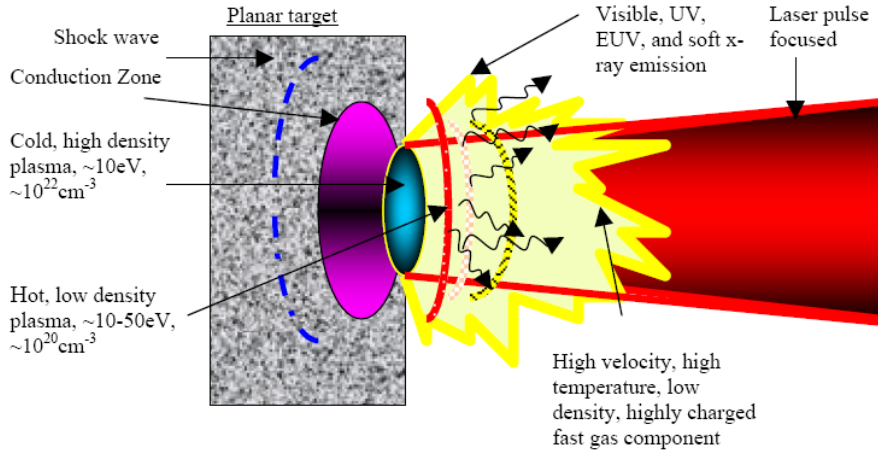 Planar target
Shock wave
Conduction Zone
Cold, high density
plasma, ~10eV,
~10²²cm⁻³
Hot, low density
plasma, ~10-50eV,
~10²⁰cm⁻³
Visible, UV,
EUV, and soft x-
ray emission
Laser pulse
focused
High velocity, high
temperature, low
density, highly charged
fast gas component